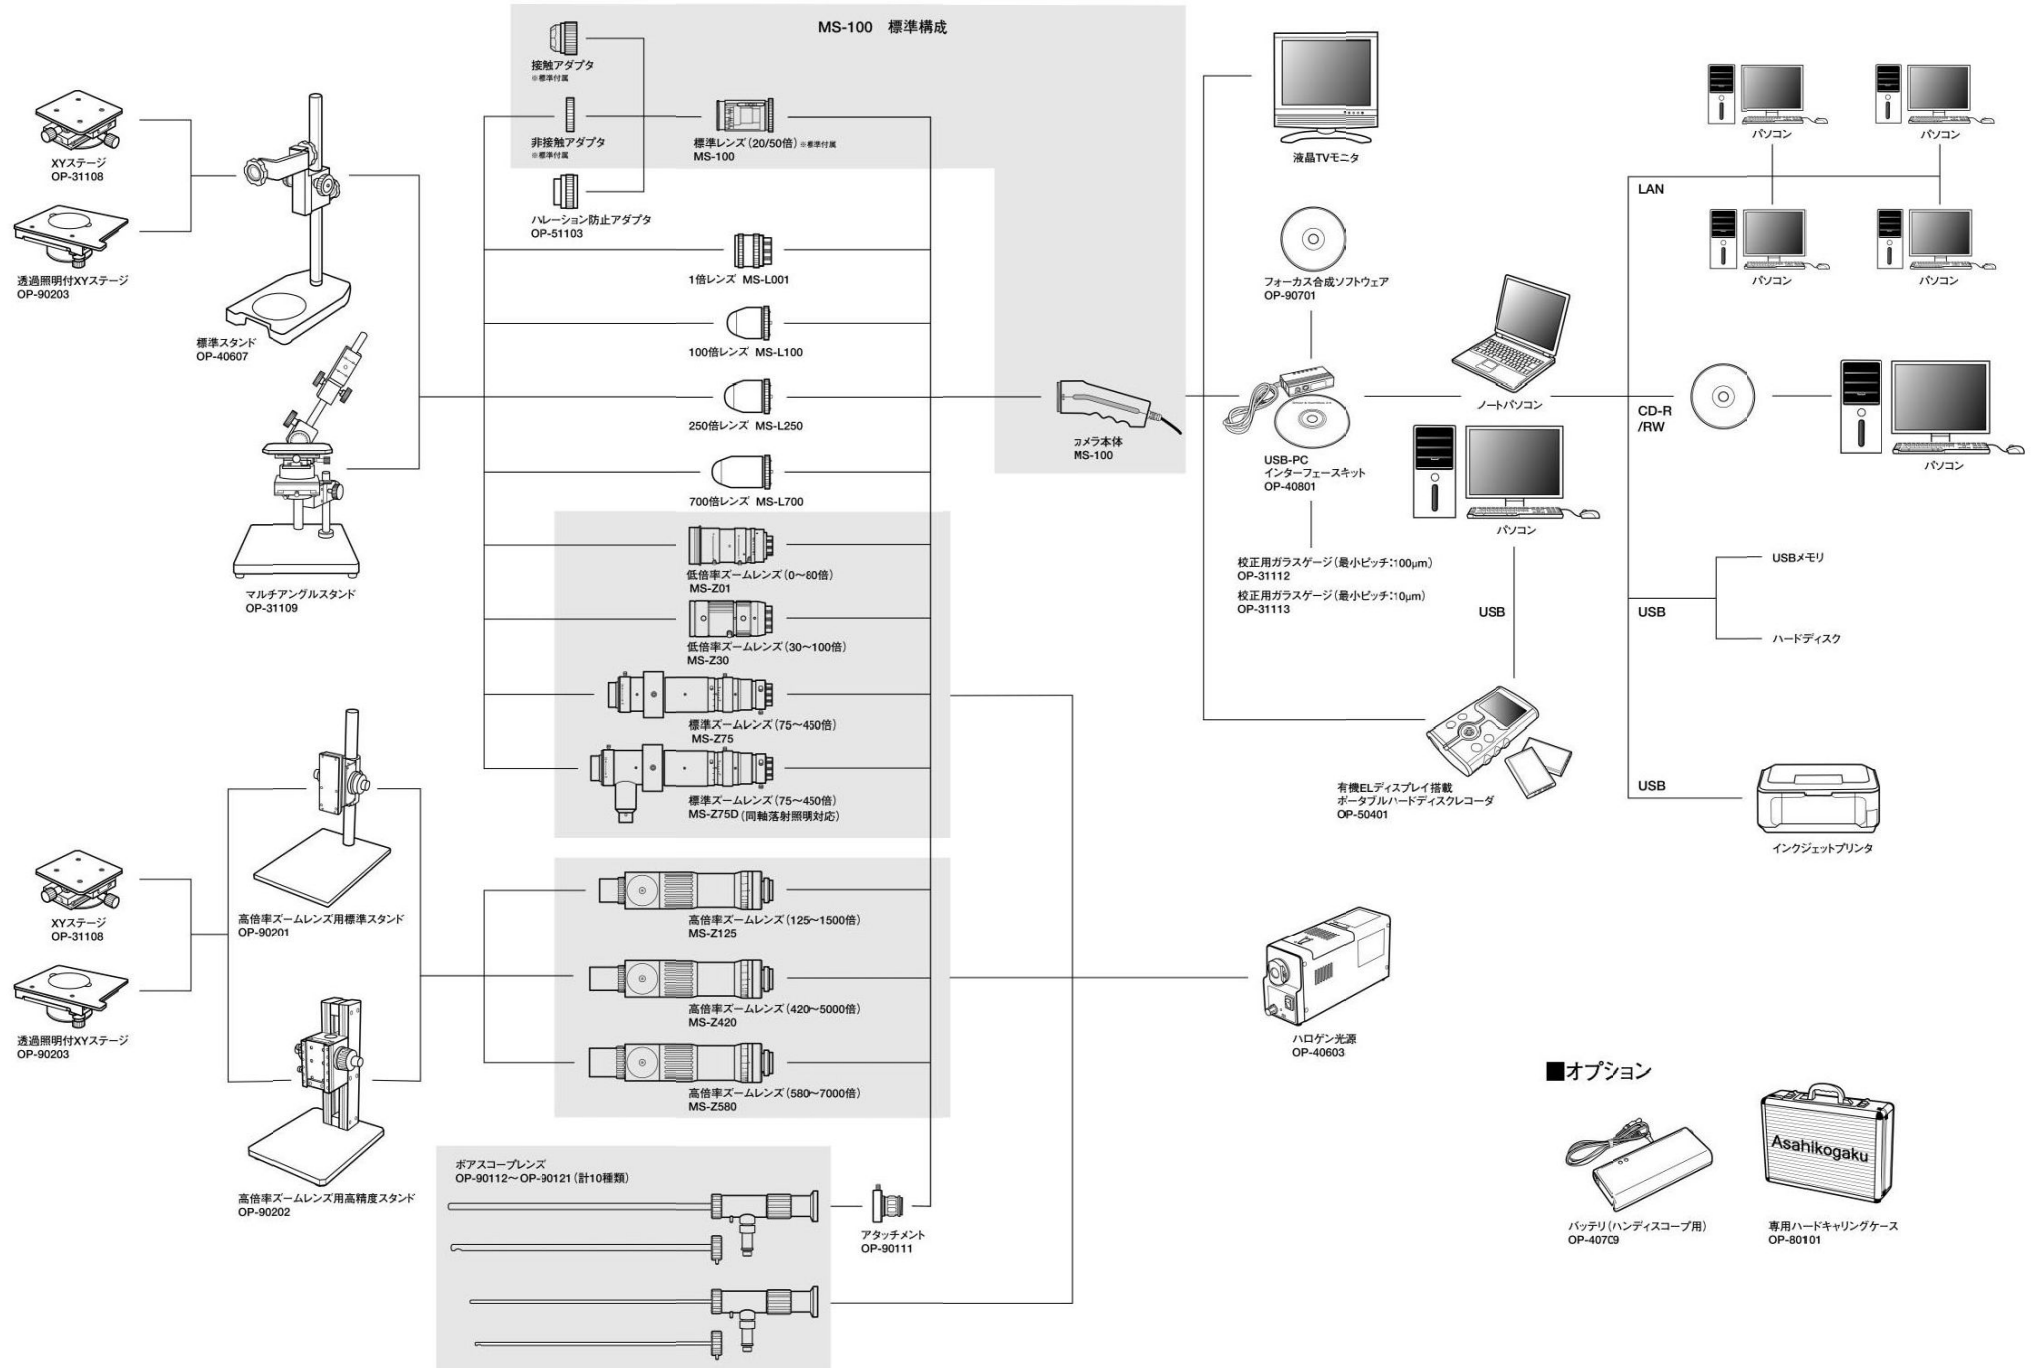 MS-100 標準構成
接触アダプタ
※標準付属
非接触アダプタ
※標準付属
標準レンズ(20/50倍)※標準付属
MS-100
ハレーション防止アダプタ
OP-51103
XYステージ
OP-31108
透過照明付XYステージ
OP-90203
標準スタンド
OP-40607
マルチアングルスタンド
OP-31109
1倍レンズ MS-L001
100倍レンズ MS-L100
250倍レンズ MS-L250
700倍レンズ MS-L700
低倍率ズームレンズ(0〜80倍)
MS-Z01
低倍率ズームレンズ(30〜100倍)
MS-Z30
標準ズームレンズ(75〜450倍)
MS-Z75
標準ズームレンズ(75〜450倍)
MS-Z75D(同軸落射照明対応)
カメラ本体
MS-100
液晶TVモニタ
フォーカス合成ソフトウェア
OP-90701
USB-PC
インターフェースキット
OP-40801
校正用ガラスゲージ(最小ピッチ:100μm)
OP-31112
校正用ガラスゲージ(最小ピッチ:10μm)
OP-31113
ノートパソコン
パソコン
USB
有機ELディスプレイ搭載
ポータブルハードディスクレコーダ
OP-50401
パソコン
パソコン
LAN
パソコン
パソコン
CD-R
/RW
パソコン
USBメモリ
USB
ハードディスク
USB
インクジェットプリンタ
高倍率ズームレンズ用標準スタンド
OP-90201
XYステージ
OP-31108
透過照明付XYステージ
OP-90203
高倍率ズームレンズ用高精度スタンド
OP-90202
高倍率ズームレンズ(125〜1500倍)
MS-Z125
高倍率ズームレンズ(420〜5000倍)
MS-Z420
高倍率ズームレンズ(580〜7000倍)
MS-Z580
ボアスコープレンズ
OP-90112〜OP-90121(計10種類)
アタッチメント
OP-90111
ハロゲン光源
OP-40603
■オプション
バッテリ(ハンディスコープ用)
OP-40709
Asahikogaku
専用ハードキャリングケース
OP-80101